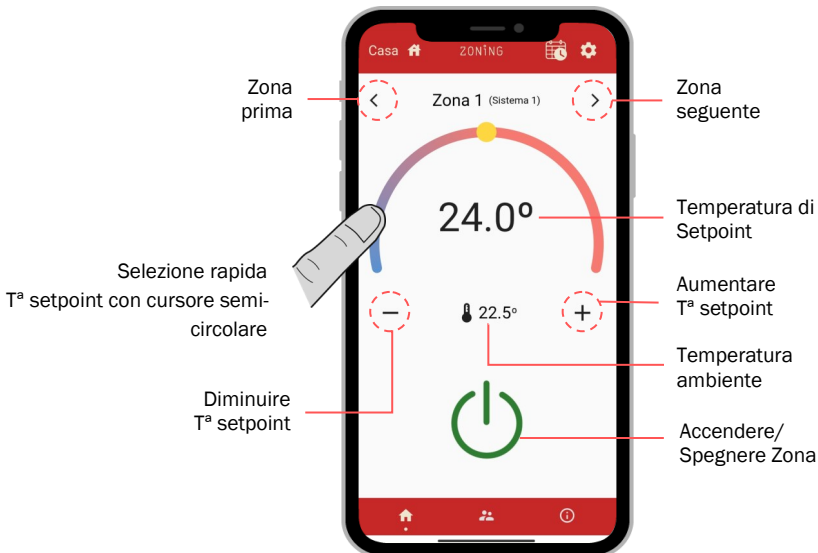 Casa
ZONiNG
Zona
prima
Zona 1 (Sistema 1)
Zona
seguente
24.0º
Temperatura di
Setpoint
Selezione rapida
Tª setpoint con cursore semi-
circolare
Aumentare
Tª setpoint
22.5º
Temperatura
ambiente
Diminuire
Tª setpoint
Accendere/
Spegnere Zona